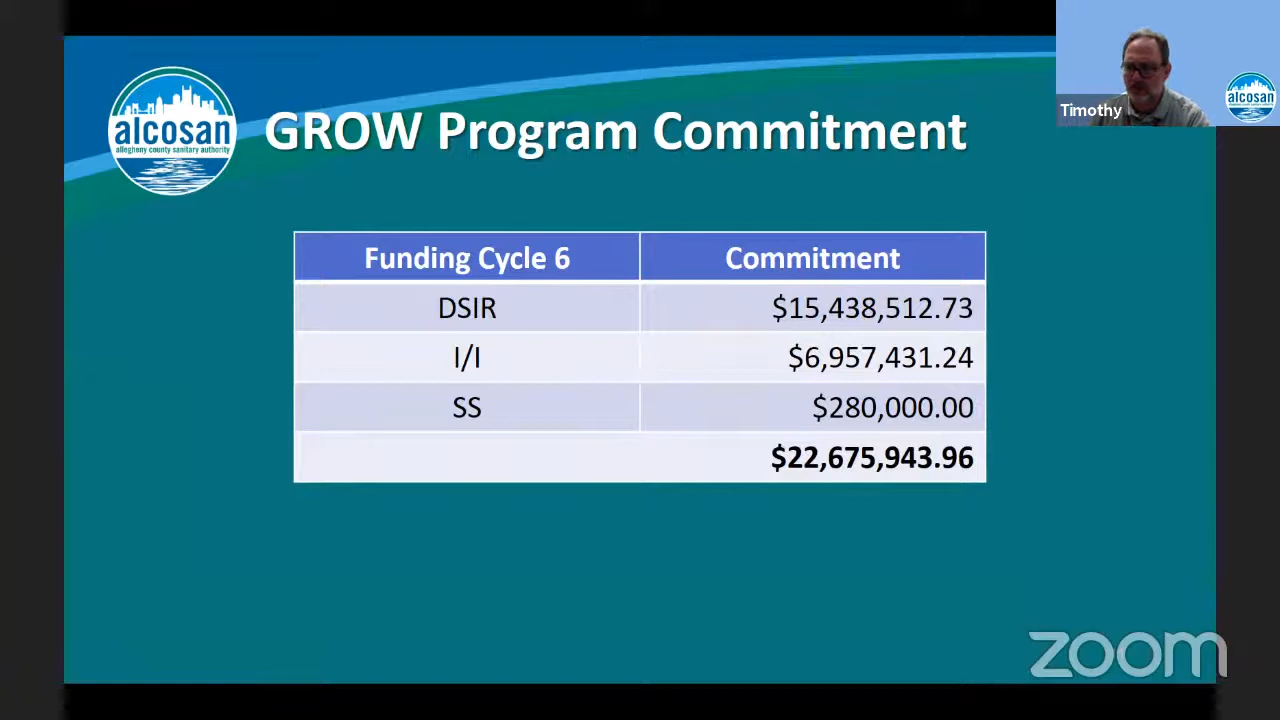 alcosan
allegheny county sanitary authority
GROW Program Commitment
Timothy
alcosan
Funding Cycle 6 Commitment
DSIR $15,438,512.73
I/I $6,957,431.24
SS $280,000.00
$22,675,943.96
zoom